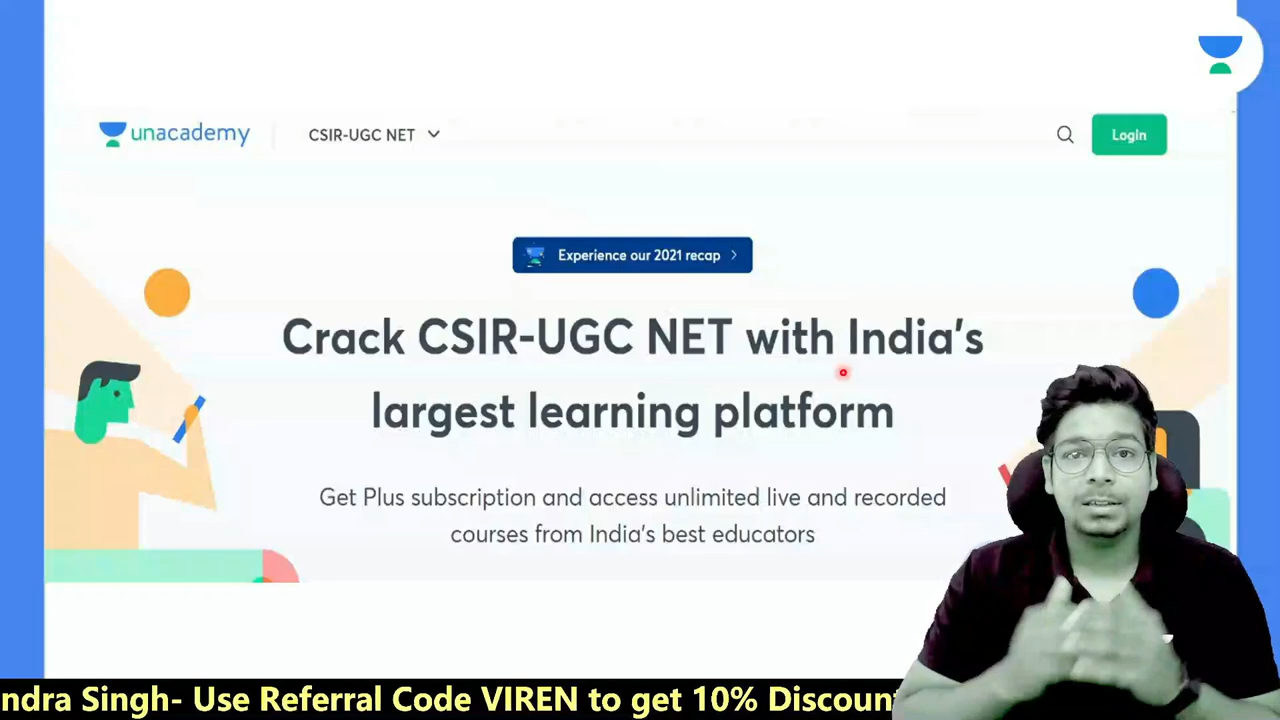 unacademy
CSIR-UGC NET
LogIn
Experience our 2021 recap
Crack CSIR-UGC NET with India's
largest learning platform
Get Plus subscription and access unlimited live and recorded
courses from India's best educators
ndra Singh- Use Referral Code VIREN to get 10% Discount